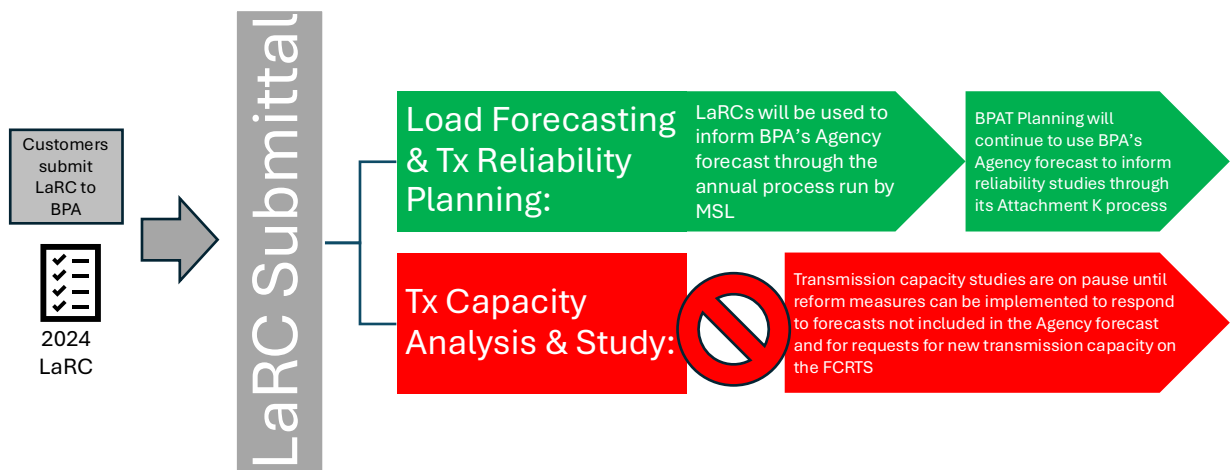 Customers
submit
LaRC to
BPA
2024
LaRC
LaRC Submittal
Load Forecasting
& Tx Reliability
Planning:
LaRCs will be used to
inform BPA's Agency
forecast through the
annual process run by
MSL
BPAT Planning will
continue to use BPA's
Agency forecast to inform
reliability studies through
its Attachment K process
Tx Capacity
Analysis & Study:
Transmission capacity studies are on pause until
reform measures can be implemented to respond
to forecasts not included in the Agency forecast
and for requests for new transmission capacity on
the FCRTS